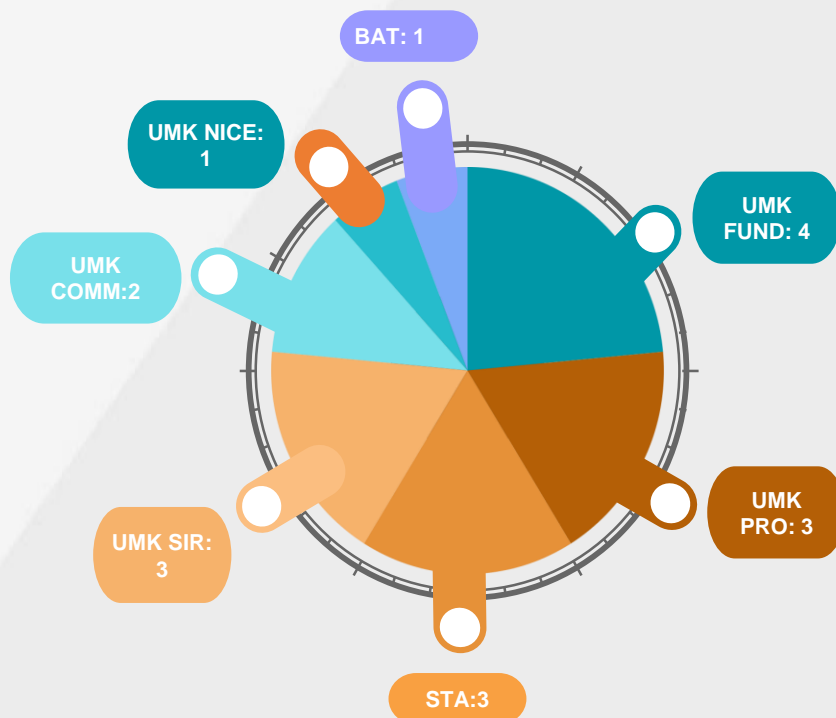 BAT: 1
UMK NICE:
1
UMK
FUND: 4
UMK
COMM:2
UMK
PRO: 3
UMK SIR:
3
STA:3